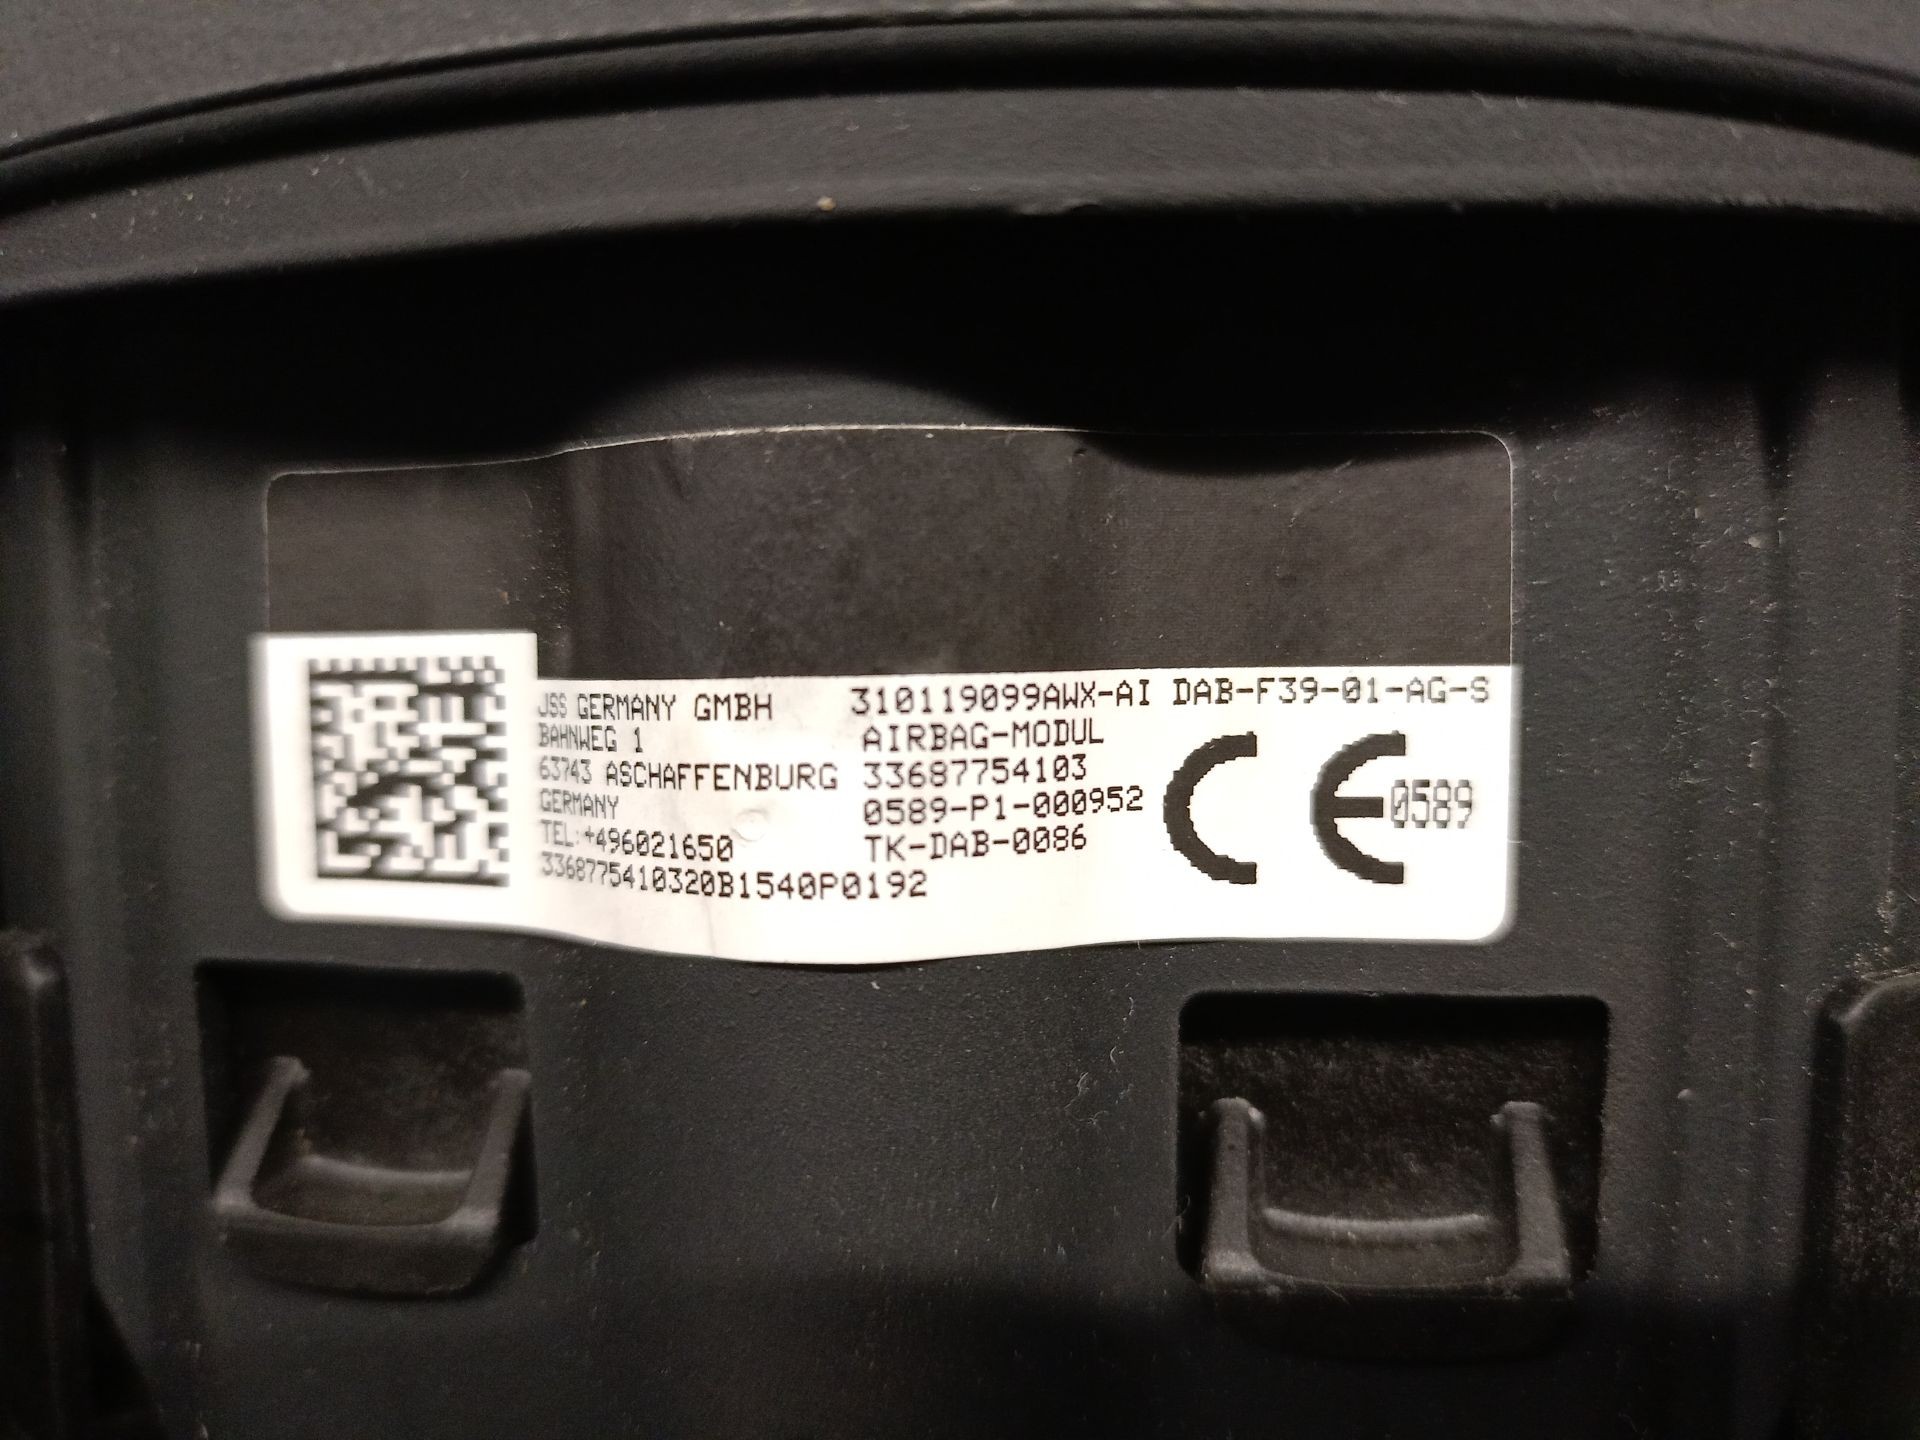 JSS GERMANY GMBH
BAHNWEG 1
63743 ASCHAFFENBURG
GERMANY
TEL:+496021650
3368775410320B1540P0192
310119099AWX-AI DAB-F39-01-AG-S
AIRBAG-MODUL
33687754103
0589-P1-000952
TK-DAB-0086
CE 0589